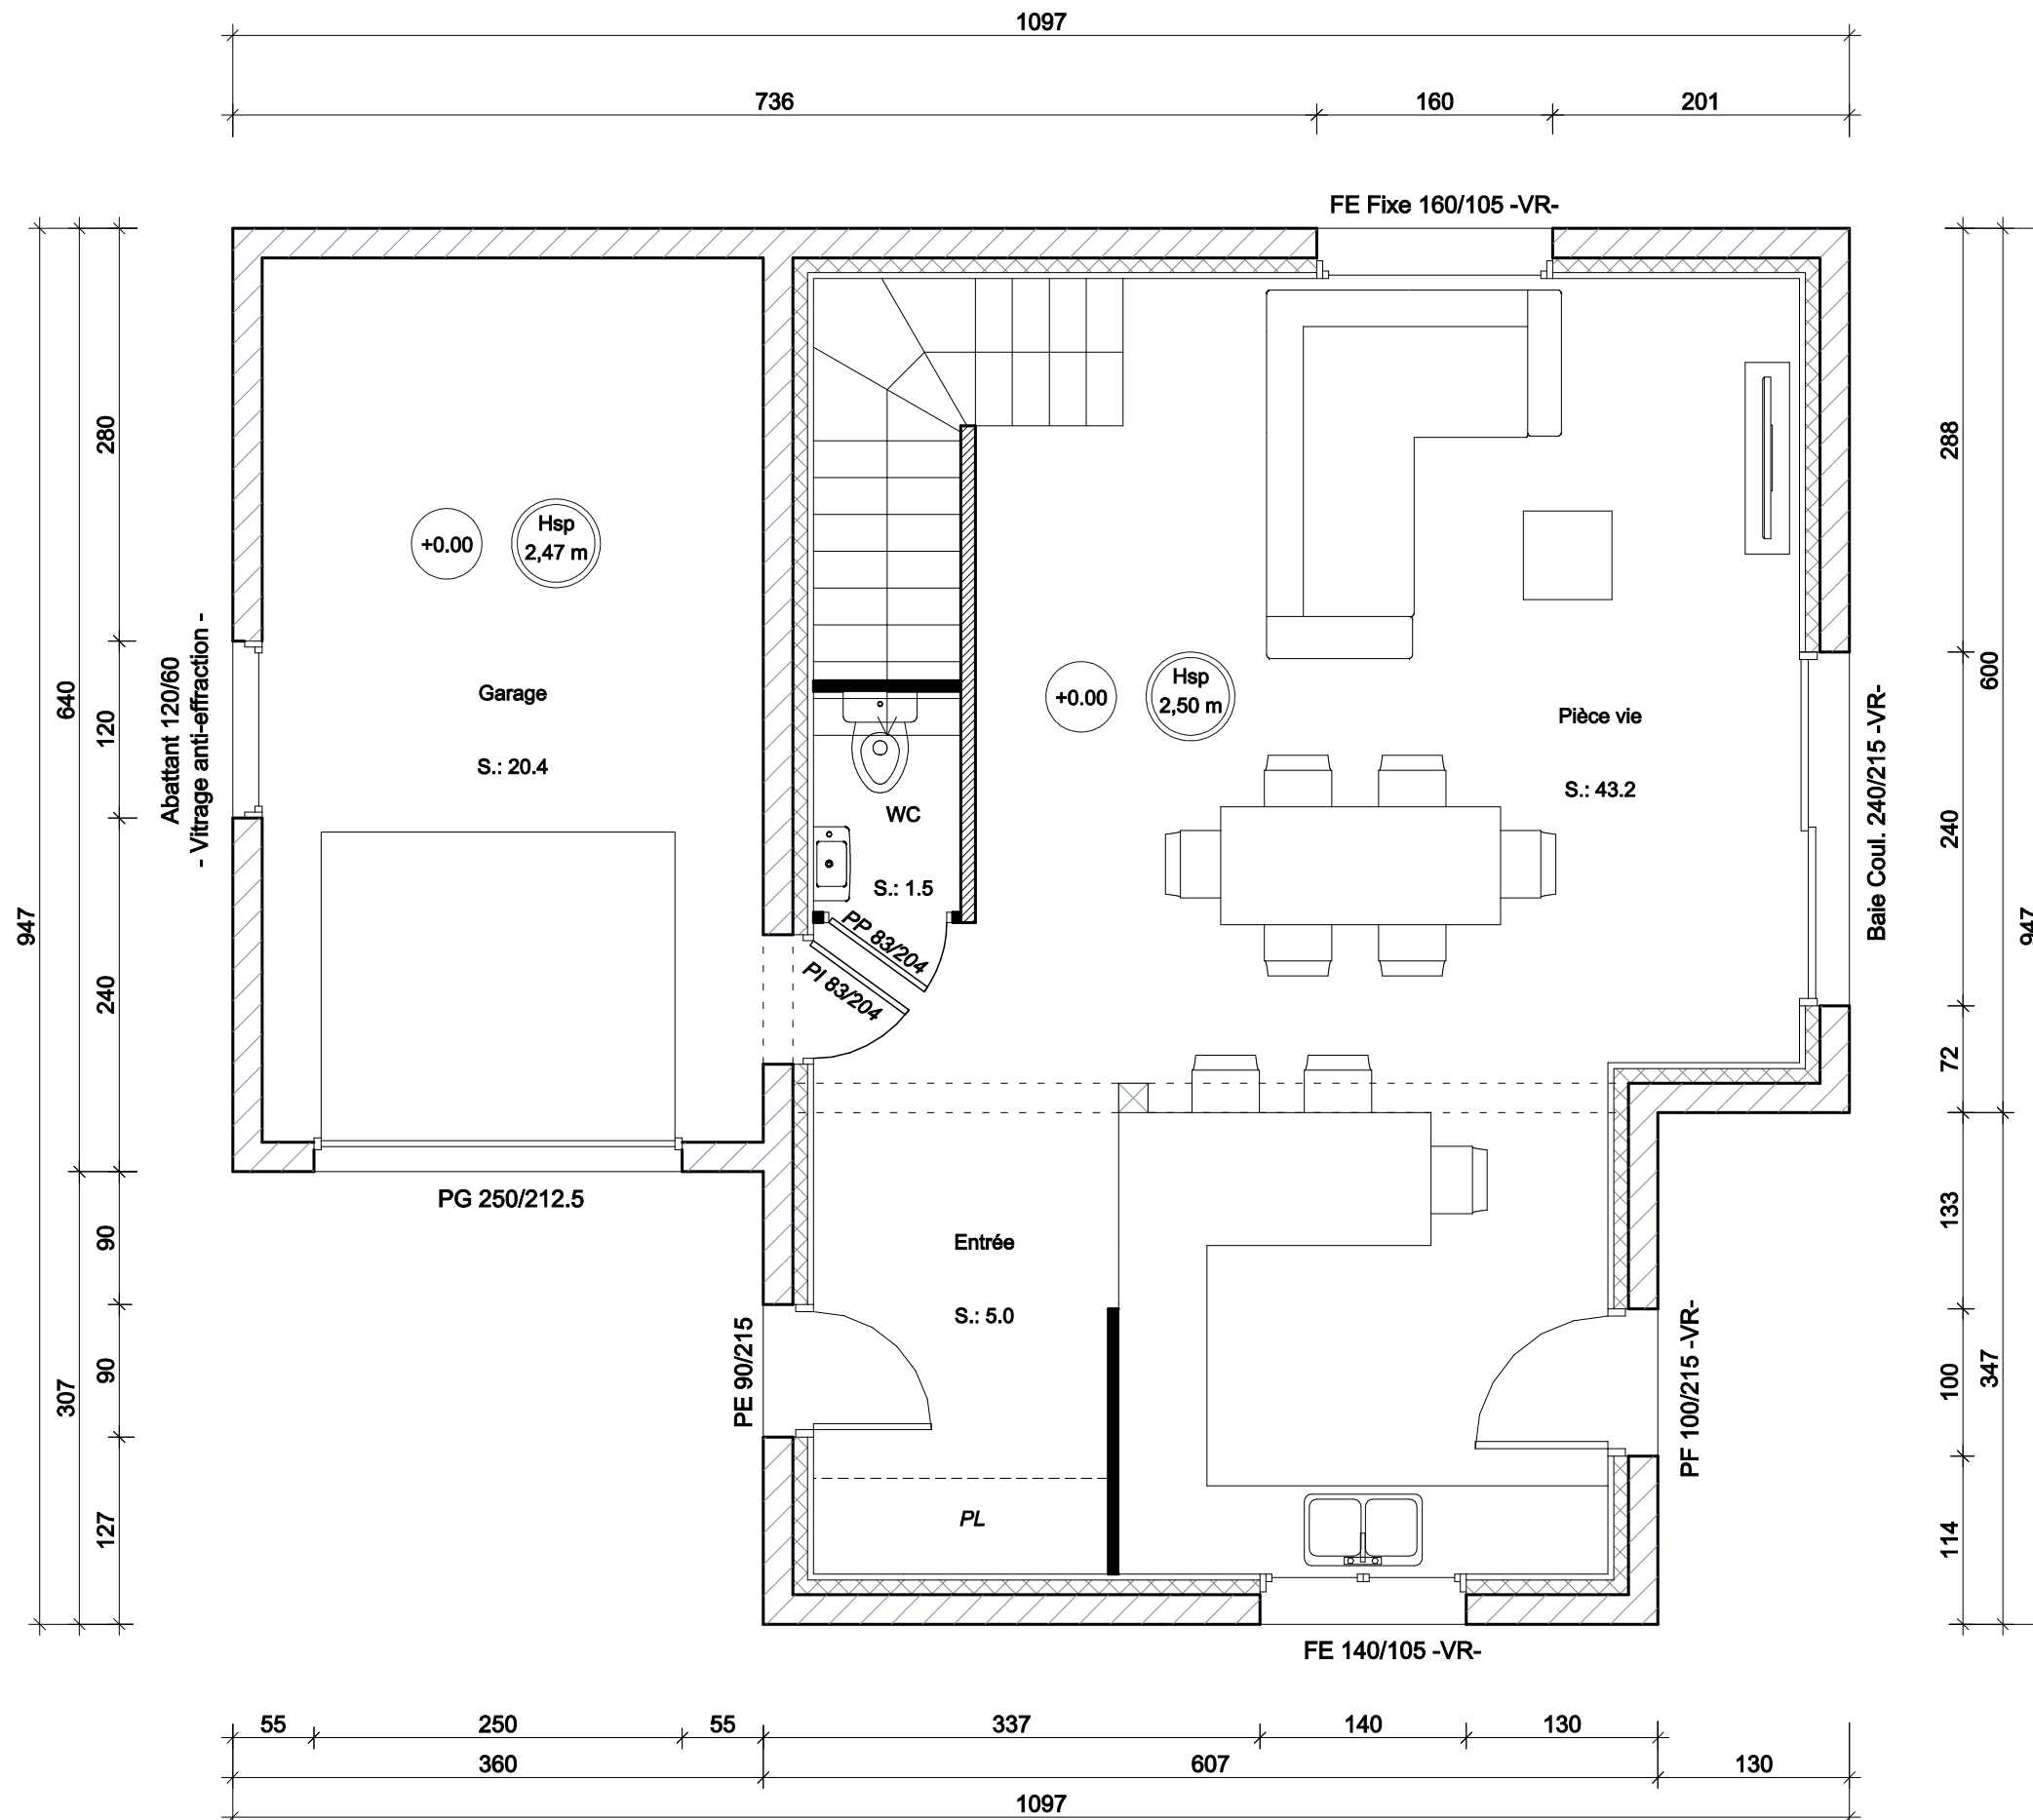 1097
736
160
201
FE Fixe 160/105 -VR-
280
288
+0.00
Hsp
2,47 m
640
120
Abattant 120/60
- Vitrage anti-effraction -
Garage
S.: 20.4
+0.00
Hsp
2,50 m
Pièce vie
S.: 43.2
600
Baie Coul. 240/215 -VR-
240
WC
S.: 1.5
947
240
PP 83/204
PI 83/204
947
72
PG 250/212.5
90
133
Entrée
S.: 5.0
307
90
PE 90/215
PF 100/215 -VR-
100
347
127
PL
114
FE 140/105 -VR-
55
250
55
337
140
130
360
607
130
1097